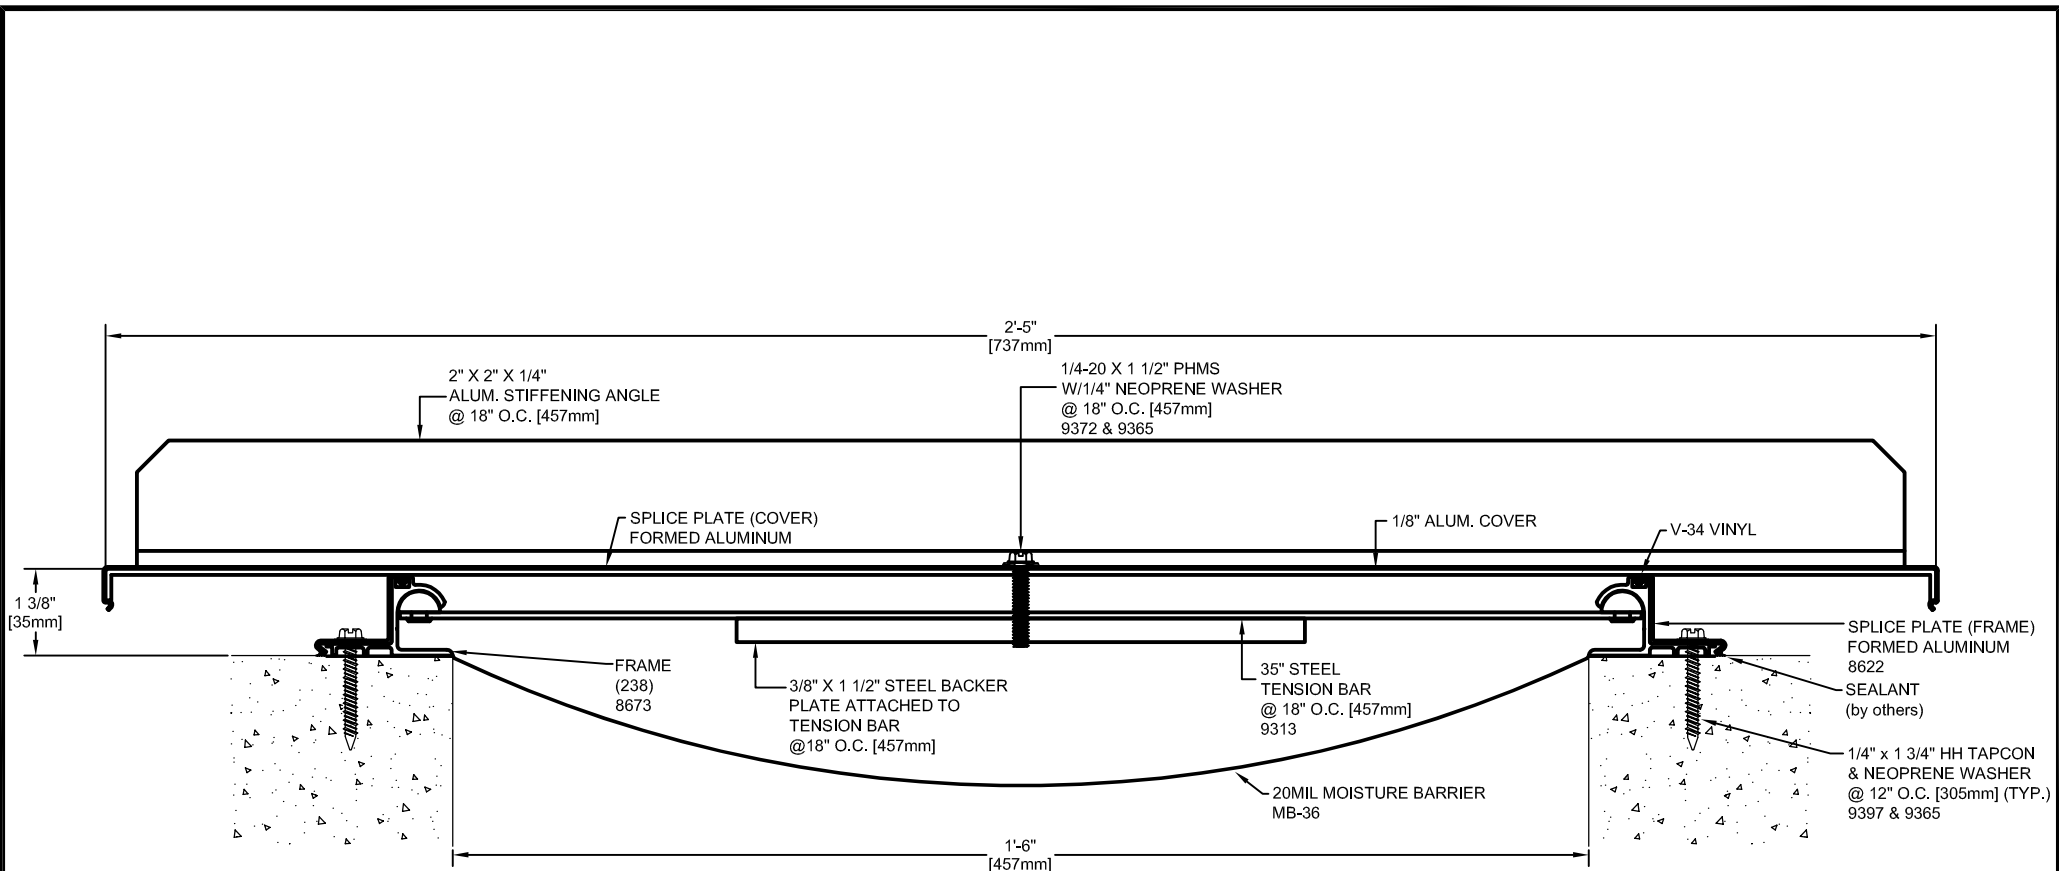 2'-5"
[737mm]
2" X 2" X 1/4"
ALUM. STIFFENING ANGLE
@ 18" O.C. [457mm]
1/4-20 X 1 1/2" PHMS
W/1/4" NEOPRENE WASHER
@ 18" O.C. [457mm]
9372 & 9365
SPLICE PLATE (COVER)
FORMED ALUMINUM
1/8" ALUM. COVER
V-34 VINYL
1 3/8"
[35mm]
FRAME
(238)
8673
3/8" X 1 1/2" STEEL BACKER
PLATE ATTACHED TO
TENSION BAR
@18" O.C. [457mm]
35" STEEL
TENSION BAR
@ 18" O.C. [457mm]
9313
SPLICE PLATE (FRAME)
FORMED ALUMINUM
8622
SEALANT
(by others)
1/4" x 1 3/4" HH TAPCON
& NEOPRENE WASHER
@ 12" O.C. [305mm] (TYP.)
9397 & 9365
20MIL MOISTURE BARRIER
MB-36
1'-6"
[457mm]